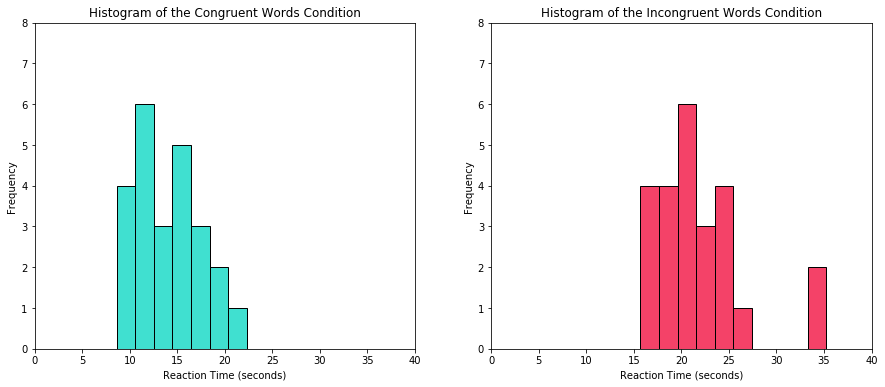 Histogram of the Congruent Words Condition
8
7
6
5
4
3
2
1
0
Frequency
0 5 10 15 20 25 30 35 40
Reaction Time (seconds)
Histogram of the Incongruent Words Condition
8
7
6
5
4
3
2
1
0
Frequency
0 5 10 15 20 25 30 35 40
Reaction Time (seconds)